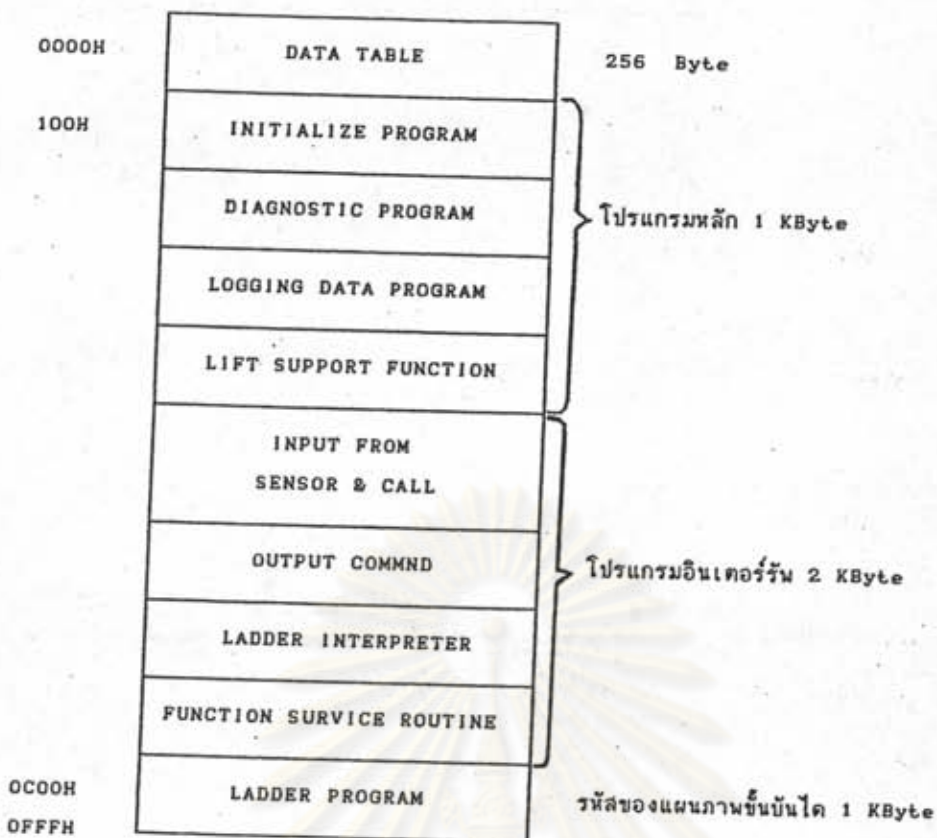 0000H DATA TABLE 256 Byte
100H INITIALIZE PROGRAM
DIAGNOSTIC PROGRAM
โปรแกรมหลัก 1 KByte
LOGGING DATA PROGRAM
LIFT SUPPORT FUNCTION
INPUT FROM
SENSOR & CALL
OUTPUT COMMND
โปรแกรมอินเตอร์รัน 2 KByte
LADDER INTERPRETER
FUNCTION SURVICE ROUTINE
0C00H LADDER PROGRAM รหัสของแผนภาพขั้นบันได 1 KByte
0FFFH